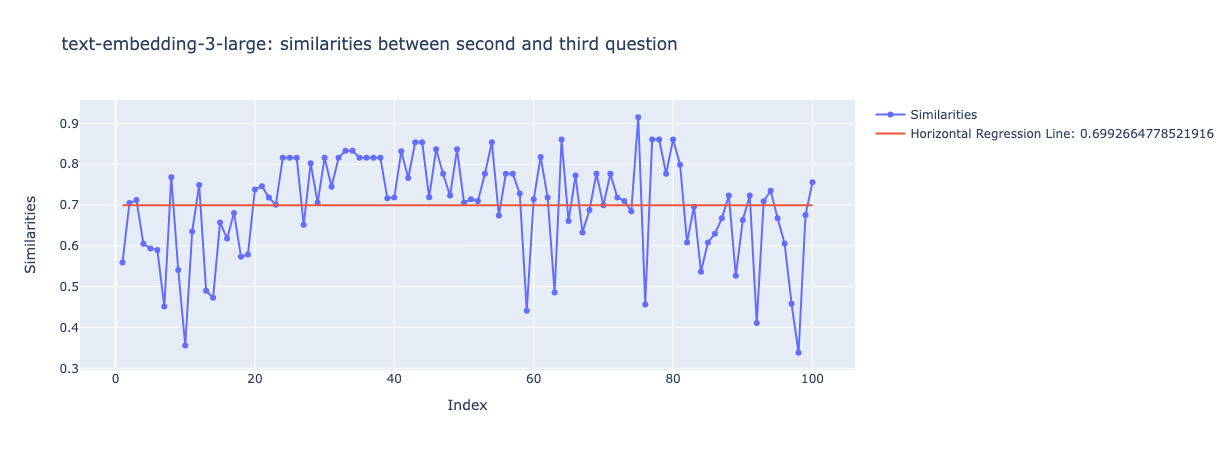 text-embedding-3-large: similarities between second and third question
Similarities
Horizontal Regression Line: 0.6992664778521916
0.9
0.8
0.7
0.6
0.5
0.4
0.3
Similarities
0 20 40 60 80 100
Index